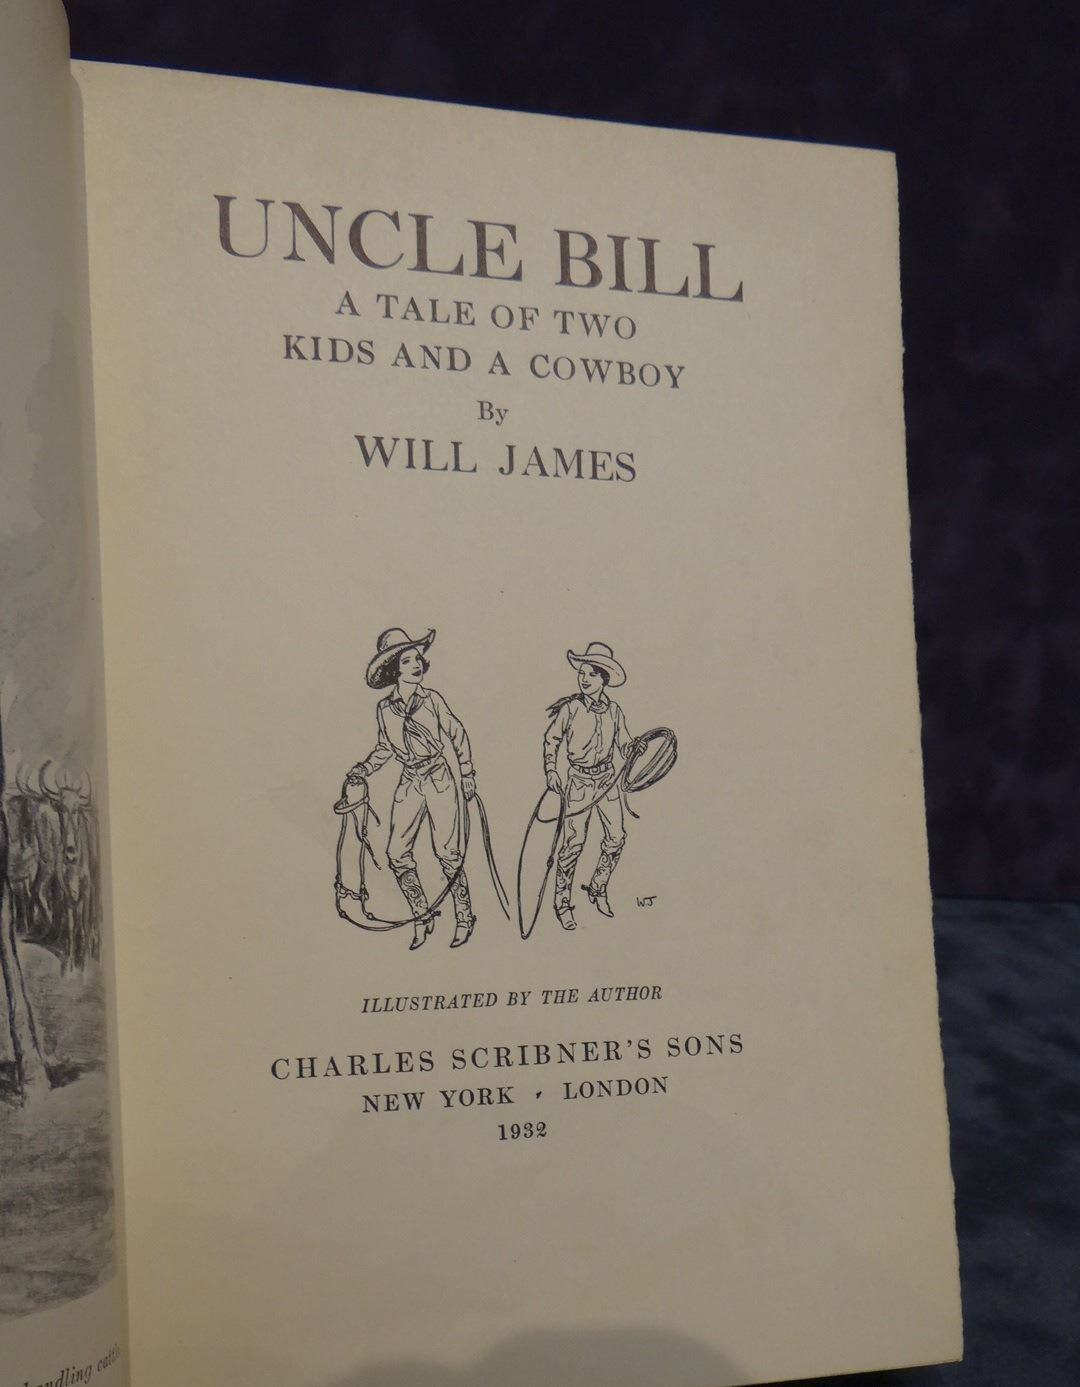 UNCLE BILL
A TALE OF TWO
KIDS AND A COWBOY
By
WILL JAMES
WJ
ILLUSTRATED BY THE AUTHOR
CHARLES SCRIBNER'S SONS
NEW YORK · LONDON
1932